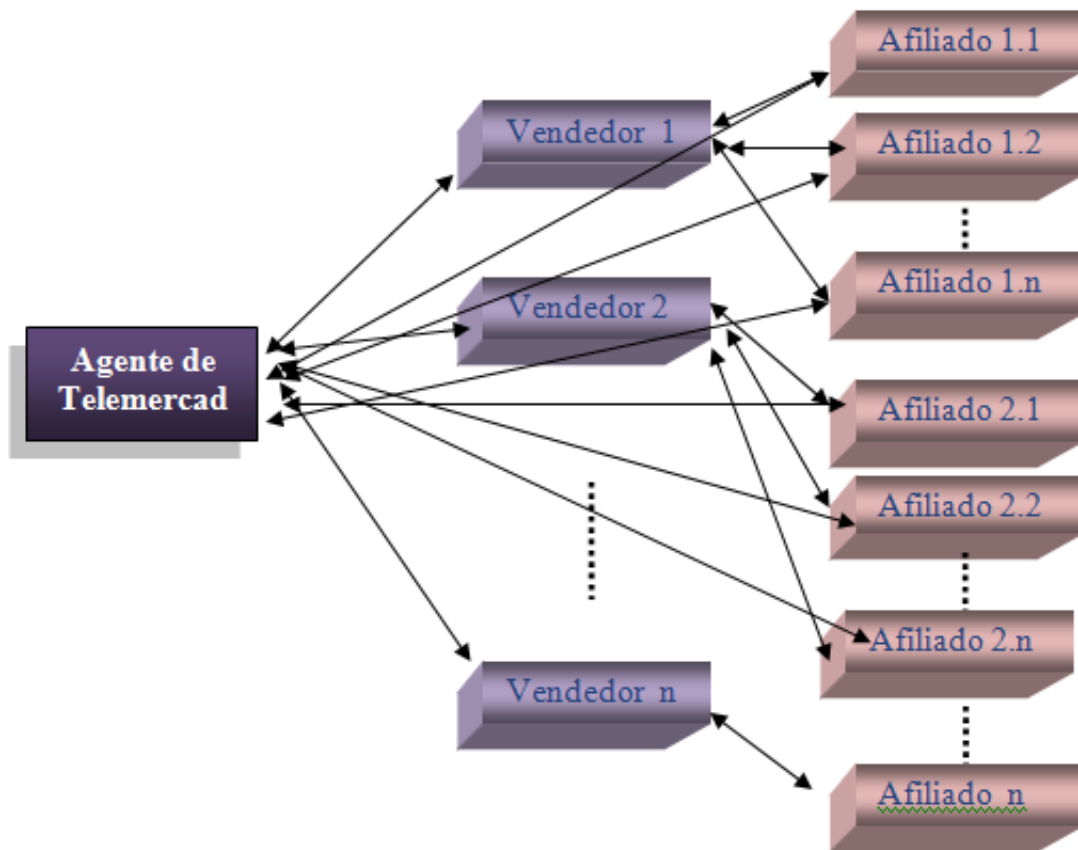 Afiliado 1.1
Vendedor 1
Afiliado 1.2
Afiliado 1.n
Vendedor 2
Agente de
Telemercad
Afiliado 2.1
Afiliado 2.2
Afiliado 2.n
Vendedor n
Afiliado n